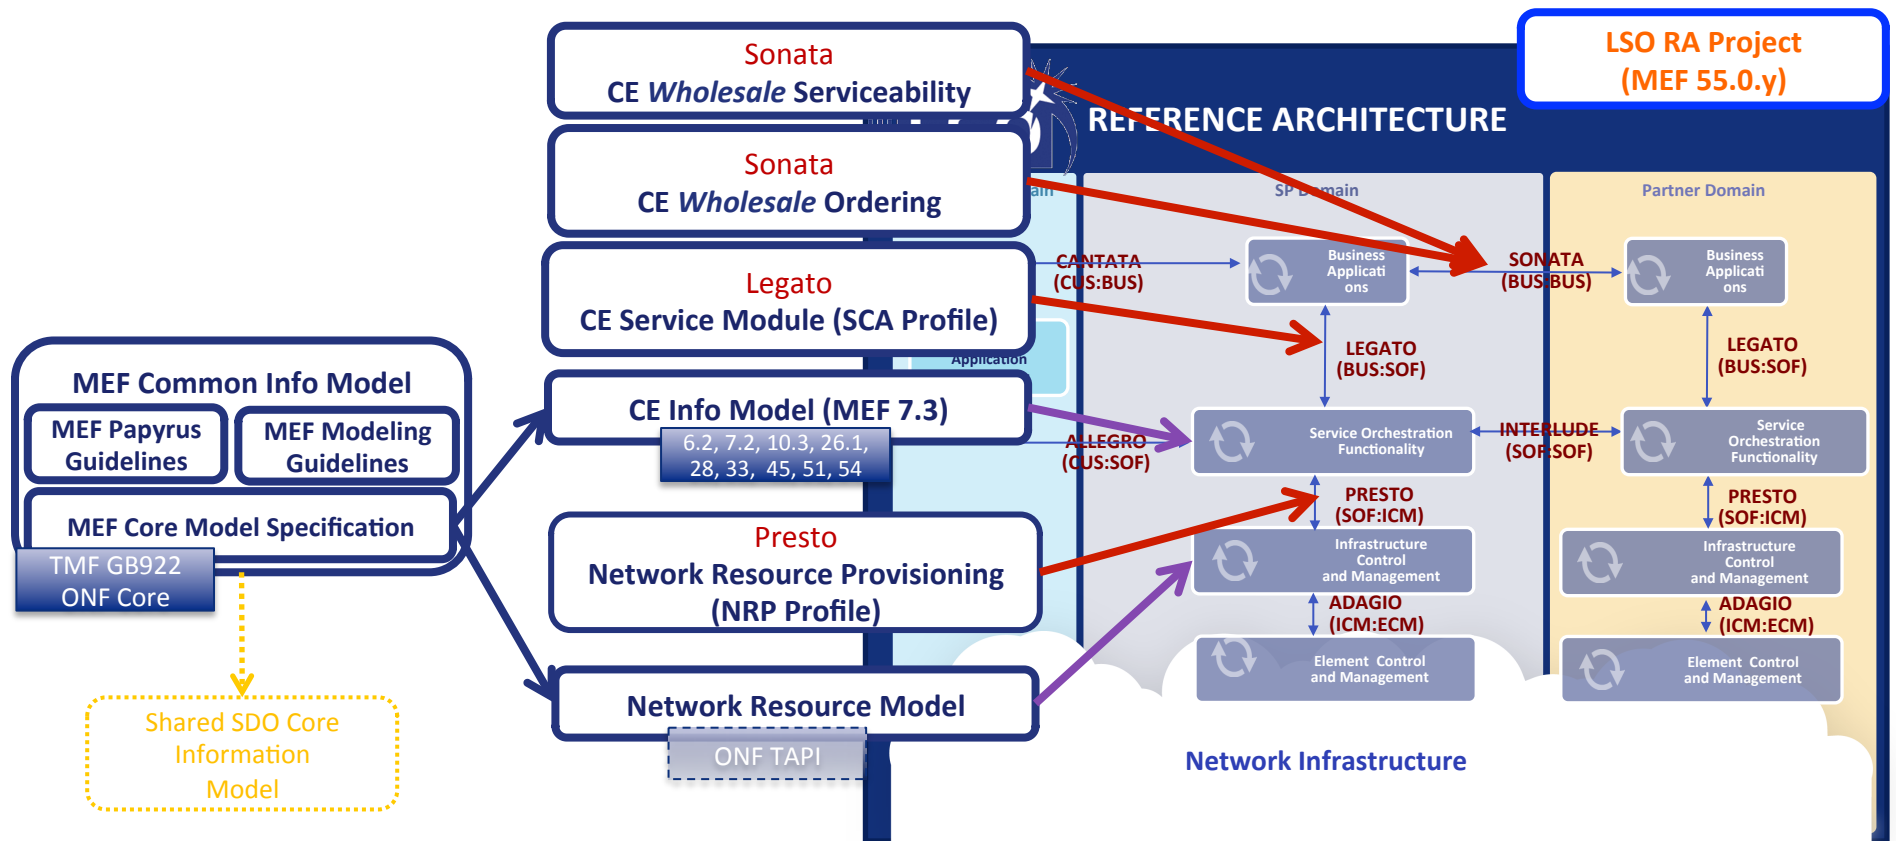 Sonata
CE Wholesale Serviceability
Sonata
CE Wholesale Ordering
Legato
CE Service Module (SCA Profile)
CE Info Model (MEF 7.3)
6.2, 7.2, 10.3, 26.1,
28, 33, 45, 51, 54
Presto
Network Resource Provisioning
(NRP Profile)
Network Resource Model
ONF TAPI
MEF Common Info Model
MEF Papyrus
Guidelines
MEF Modeling
Guidelines
MEF Core Model Specification
TMF GB922
ONF Core
Shared SDO Core
Information
Model
LSO RA Project
(MEF 55.0.y)
REFERENCE ARCHITECTURE
SP Domain
Partner Domain
CANTATA
(CUS:BUS)
Business
Applicati
ons
SONATA
(BUS:BUS)
Business
Applicati
ons
Application
LEGATO
(BUS:SOF)
LEGATO
(BUS:SOF)
ALLEGRO
(CUS:SOF)
Service Orchestration
Functionality
INTERLUDE
(SOF:SOF)
Service
Orchestration
Functionality
PRESTO
(SOF:ICM)
PRESTO
(SOF:ICM)
Infrastructure
Control
and Management
Infrastructure
Control
and Management
ADAGIO
(ICM:ECM)
ADAGIO
(ICM:ECM)
Element Control
and Management
Element Control
and Management
Network Infrastructure